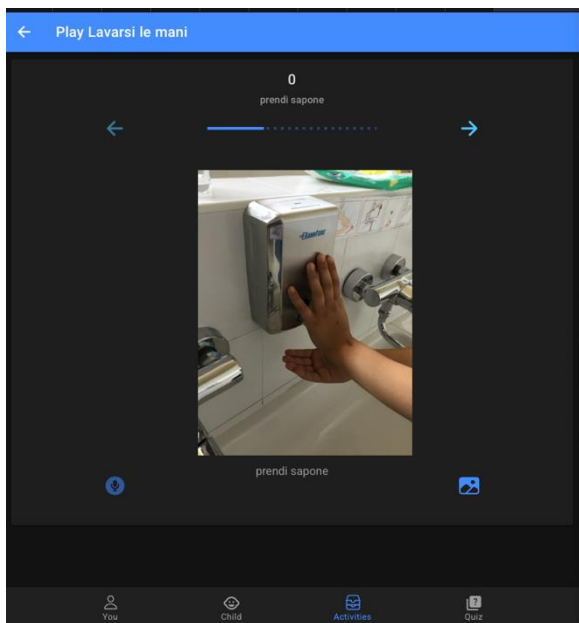 Play Lavarsi le mani
0
prendi sapone
prendi sapone
You
Child
Activities
Quiz